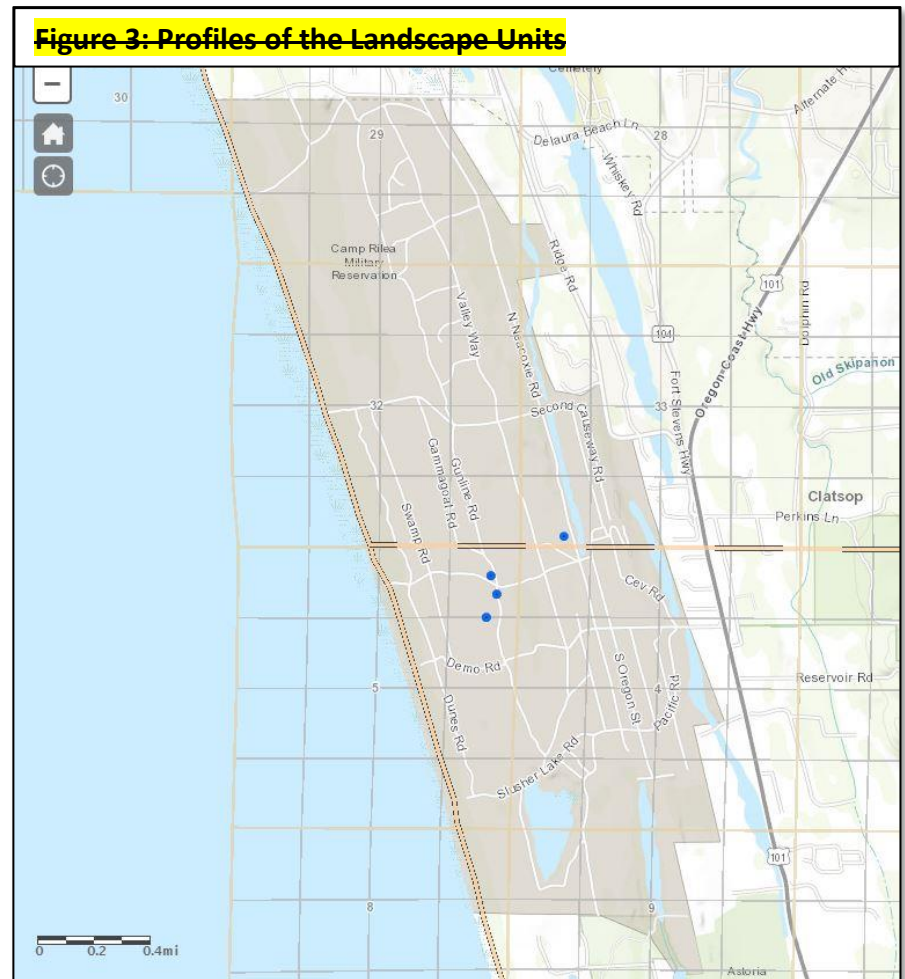 Figure 3: Profiles of the Landscape Units
Cemetery
30
Alternate H
29
Delaura Beach Ln
28
Whiskey Rd
Ridge Rd
Camp Rilea
Military
Reservation
101
Valley Way
N Neacoxie Rd
Dolphin Rd
104
Oregon Coast Hwy
Old Skipanon
Fort Stevens Hwy
32
Second
Causeway Rd
33
Gunline Rd
Gammagoat Rd
Clatsop
Swamp Rd
Perkins Ln
Cev Rd
Demo Rd
S Oregon St
Reservoir Rd
5
4
Pacific Rd
Dunes Rd
Slusher Lake Rd
101
8
9
0 0.2 0.4mi
Astoria